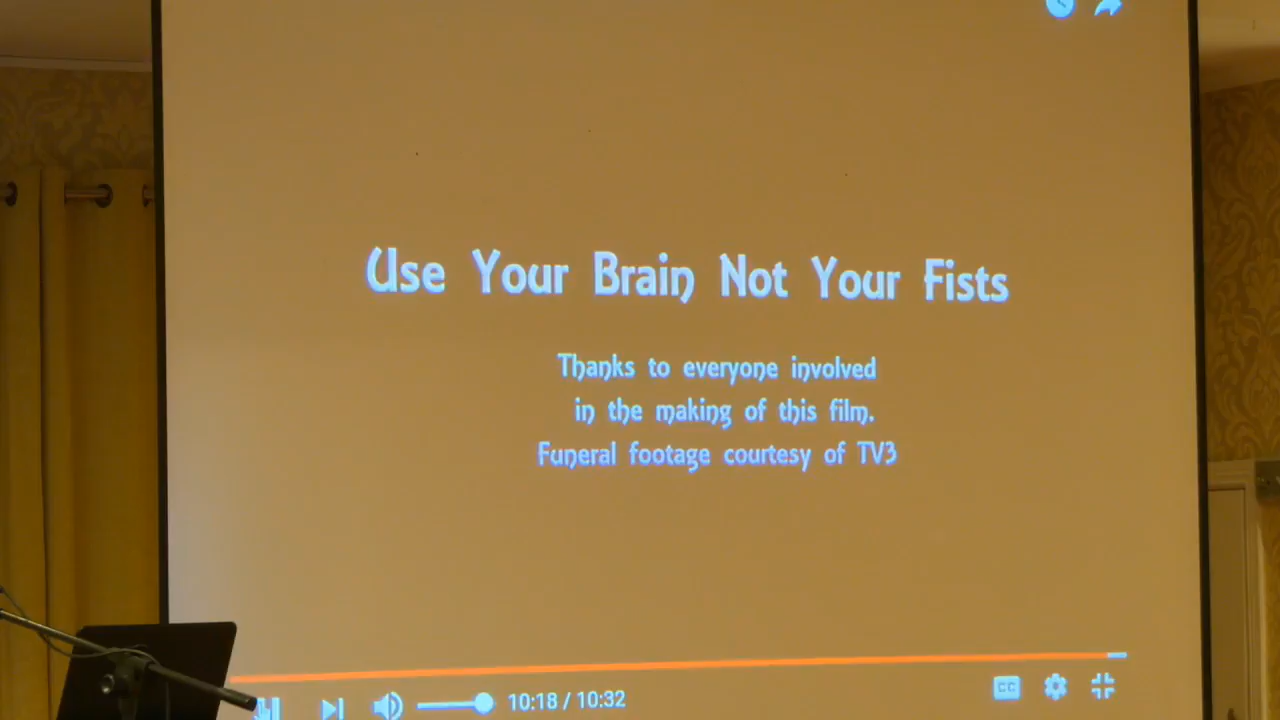 Use Your Brain Not Your Fists
Thanks to everyone involved
in the making of this film.
Funeral footage courtesy of TV3
10:18 / 10:32
CC